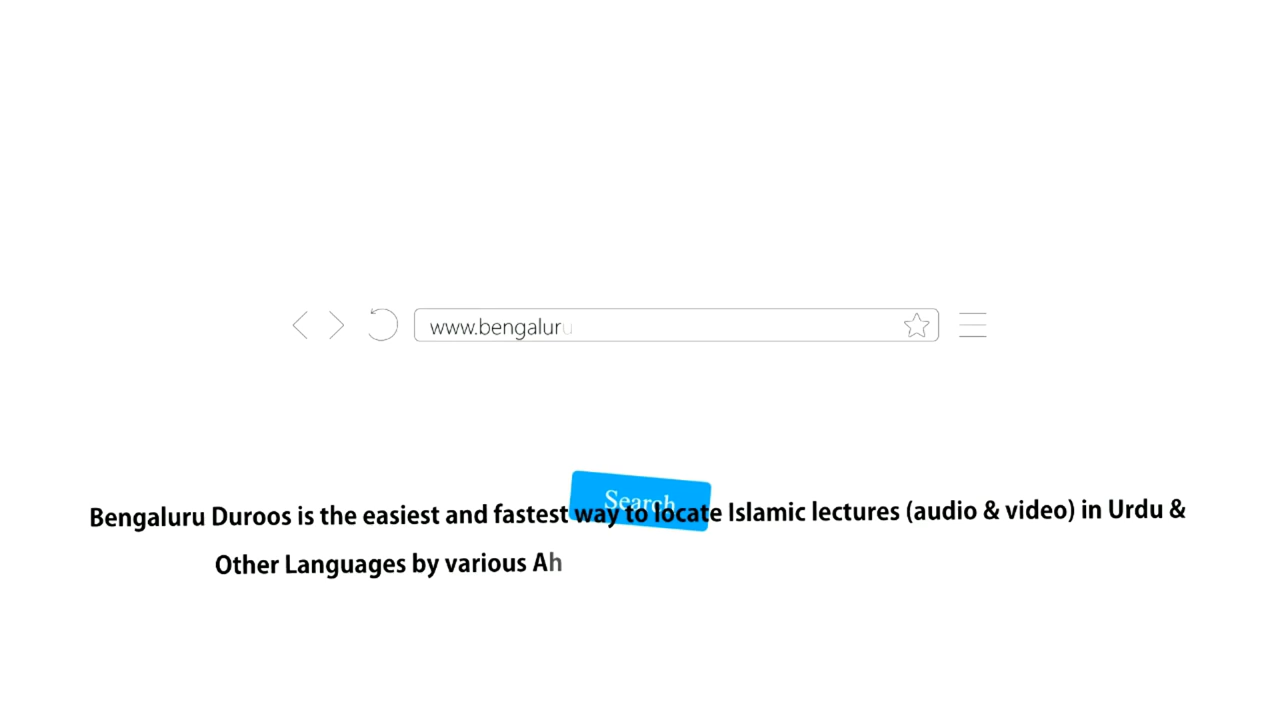 www.bengaluru
Search
Bengaluru Duroos is the easiest and fastest way to locate Islamic lectures (audio & video) in Urdu &
Other Languages by various Ah